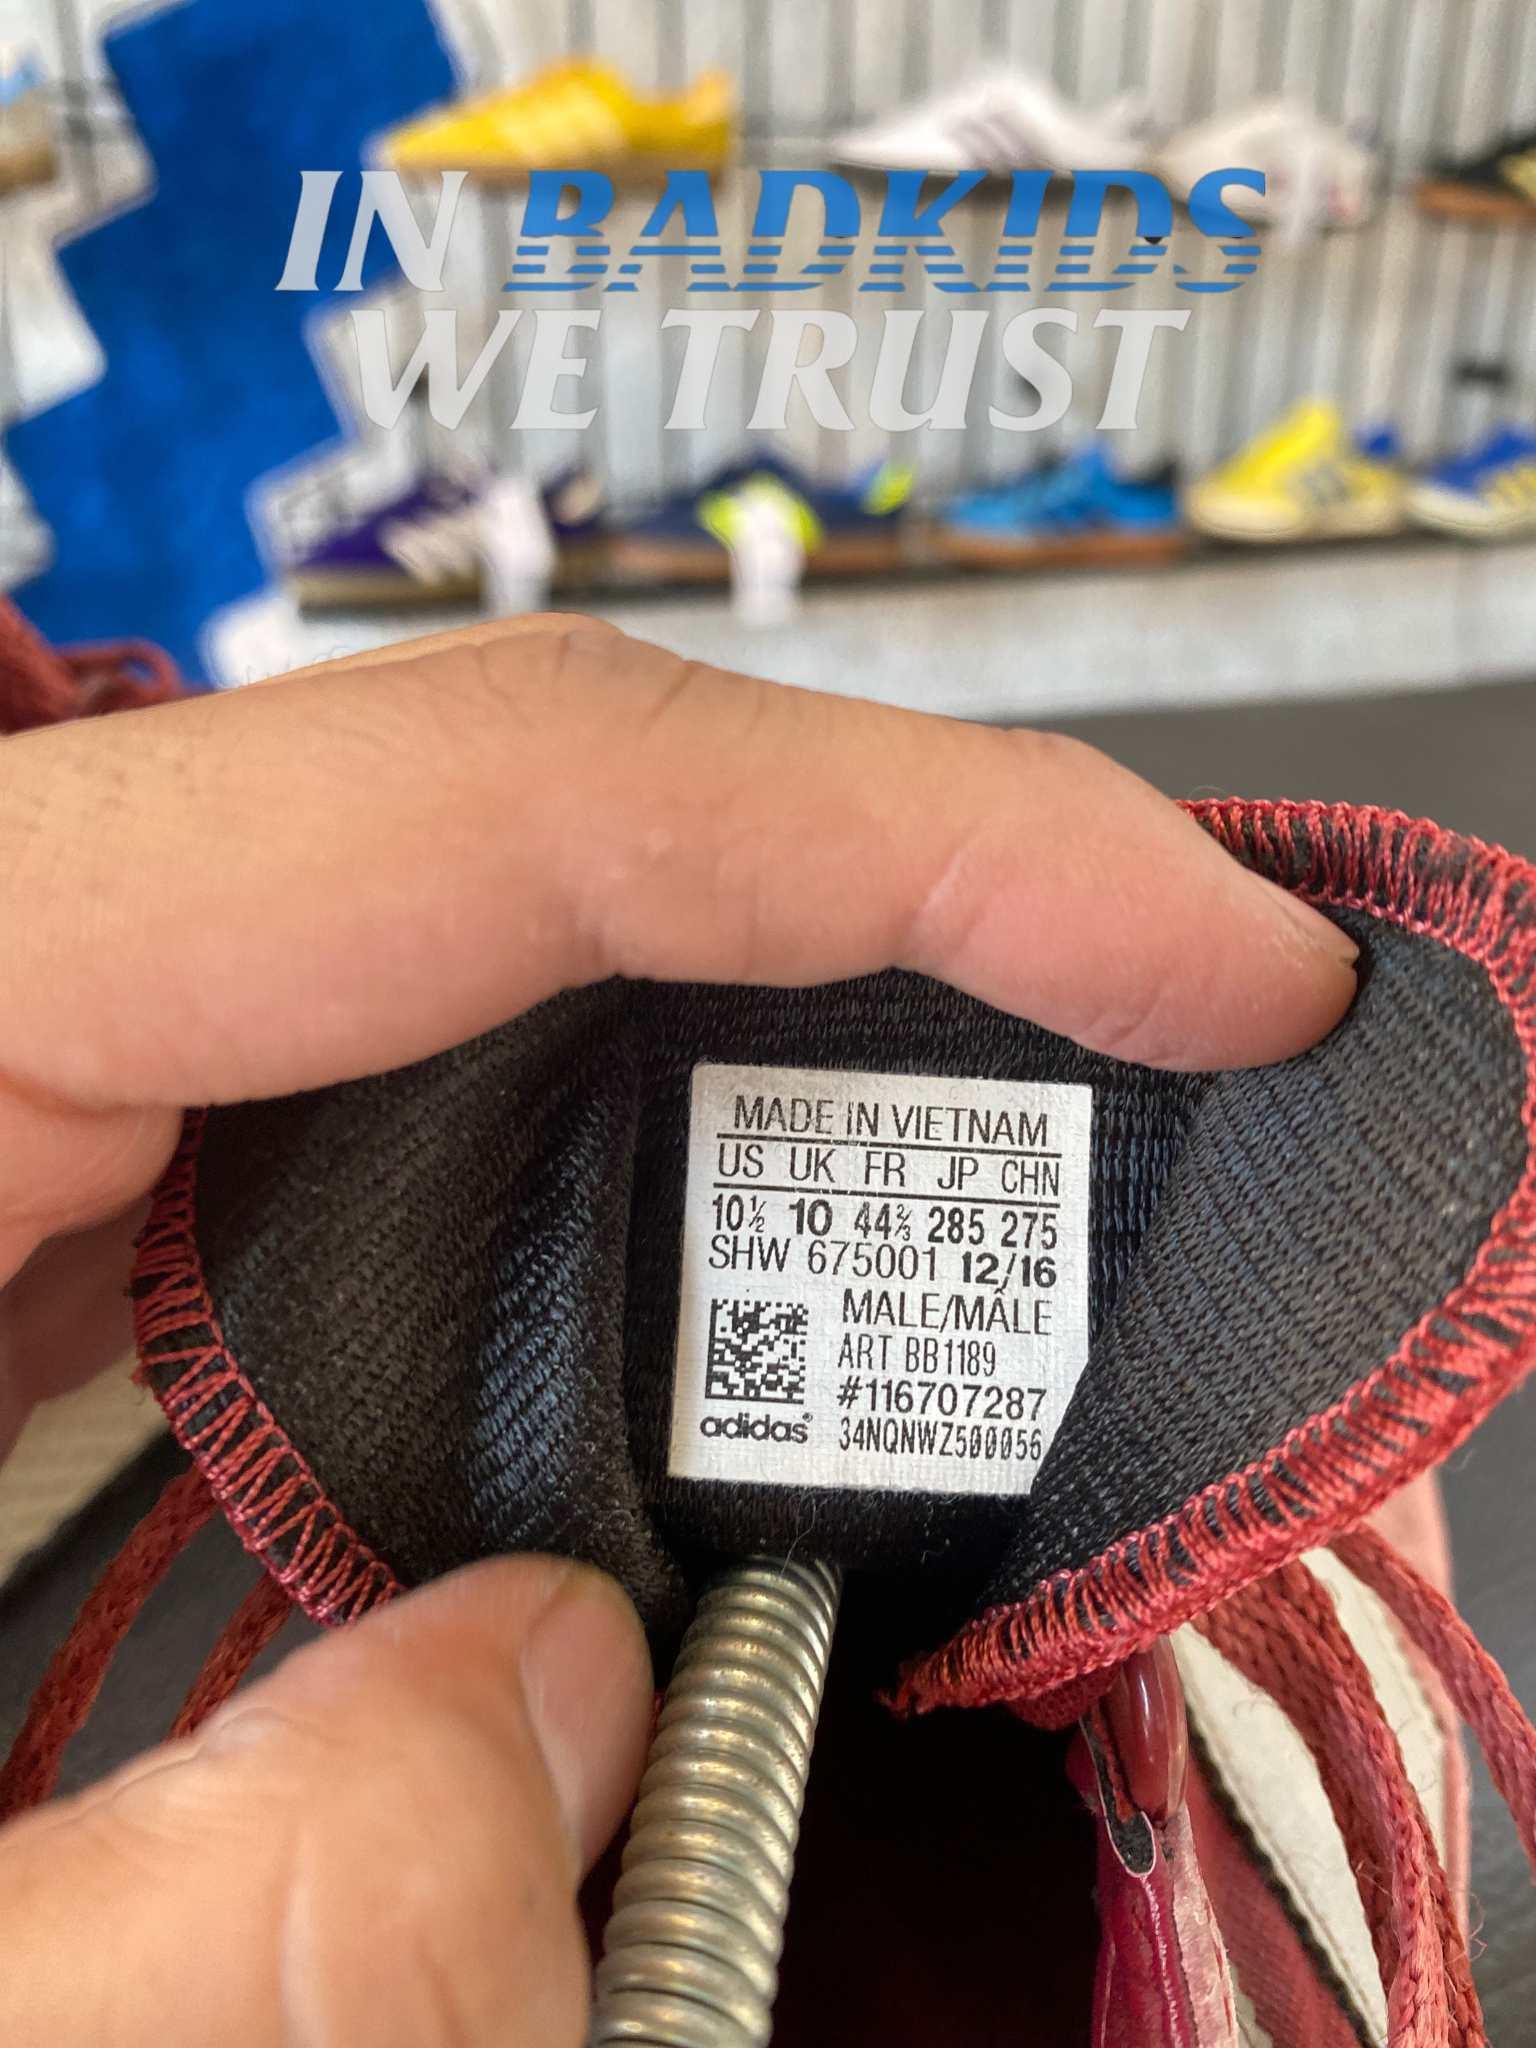 IN BADKIDS
WE TRUST
MADE IN VIETNAM
US UK FR JP CHN
10½ 10 44⅔ 285 275
SHW 675001 12/16
MALE/MÂLE
ART BB1189
#116707287
adidas® 34NQNWZ500056